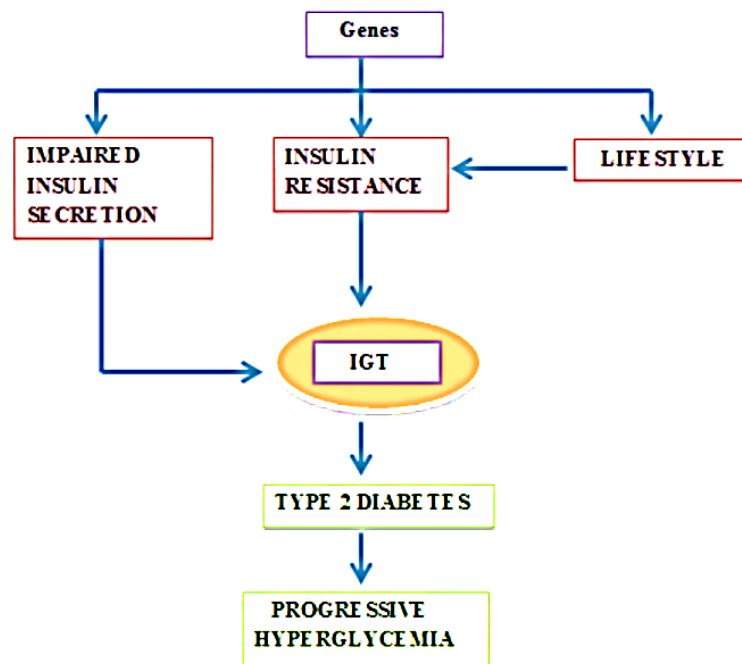 Genes
IMPAIRED
INSULIN
SECRETION
INSULIN
RESISTANCE
LIFESTYLE
IGT
TYPE 2 DIABETES
PROGRESSIVE
HYPERGLYCEMIA